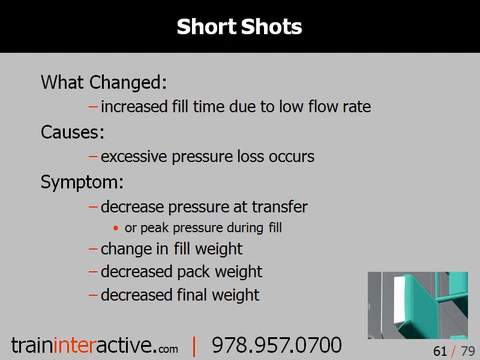 Short Shots
What Changed:
– increased fill time due to low flow rate
Causes:
– excessive pressure loss occurs
Symptom:
– decrease pressure at transfer
• or peak pressure during fill
– change in fill weight
– decreased pack weight
– decreased final weight
traininteractive.com | 978.957.0700
61 / 79